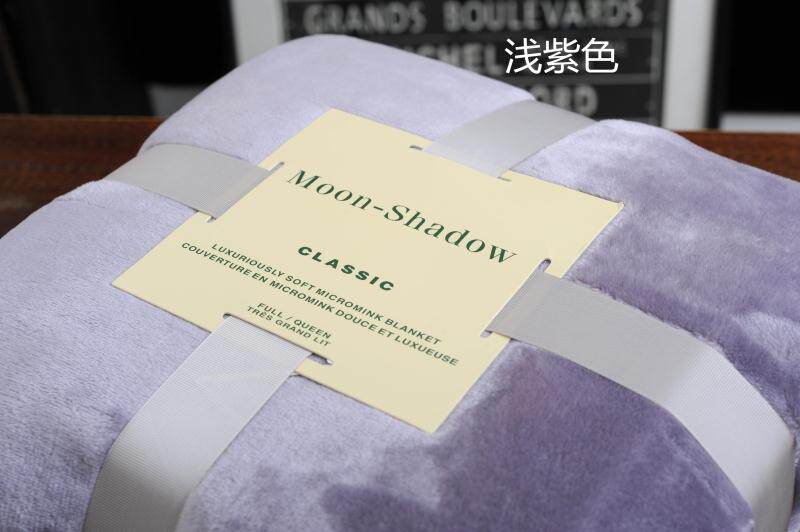 GRANDS BOULEVARDS
浅紫色
Moon-Shadow
CLASSIC
LUXURIOUSLY SOFT MICROMINK BLANKET
COUVERTURE EN MICROMINK DOUCE ET LUXUEUSE
FULL / QUEEN
TRÈS GRAND LIT